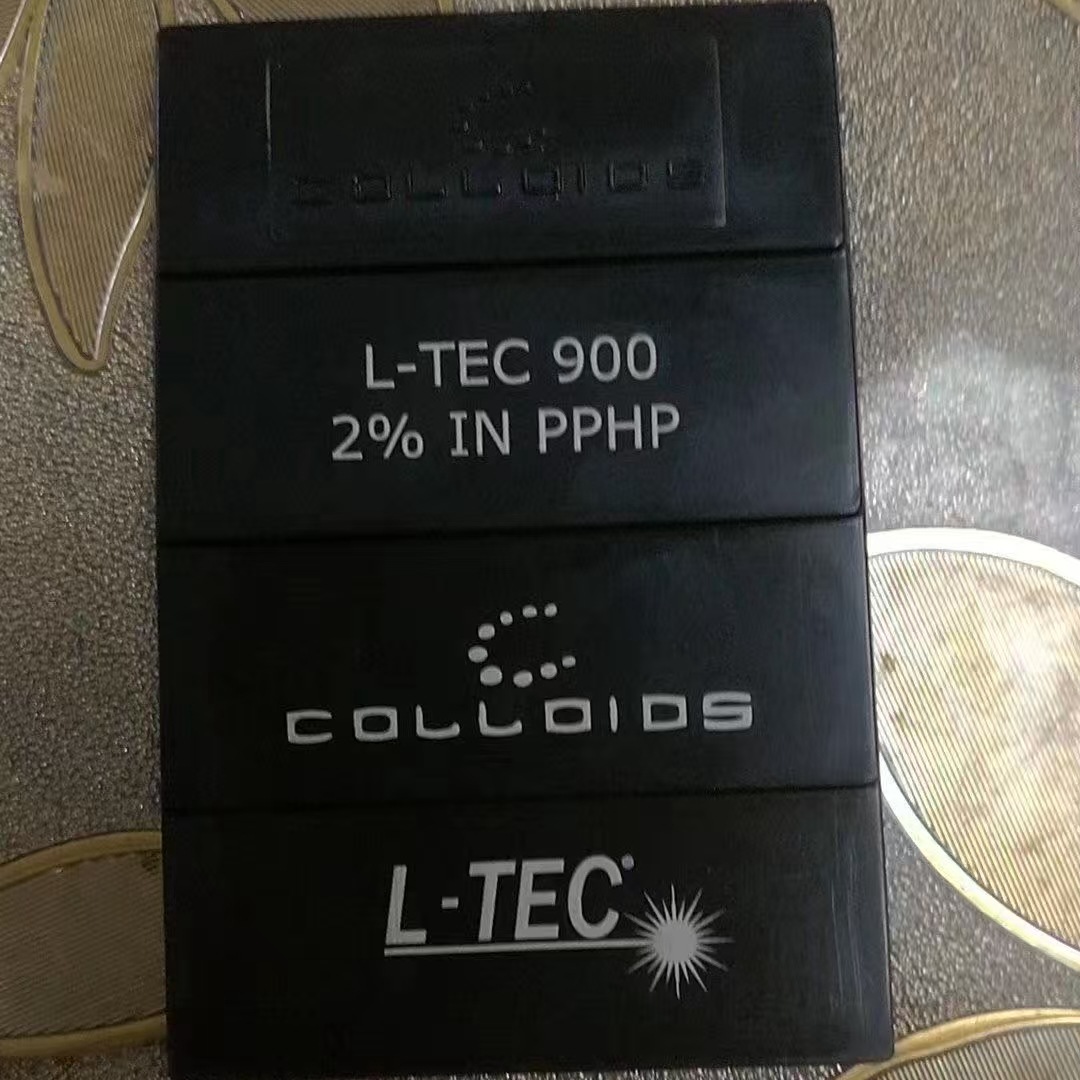 COLLOIDS
L-TEC 900
2% IN PPHP
COLLOIDS
L-TEC